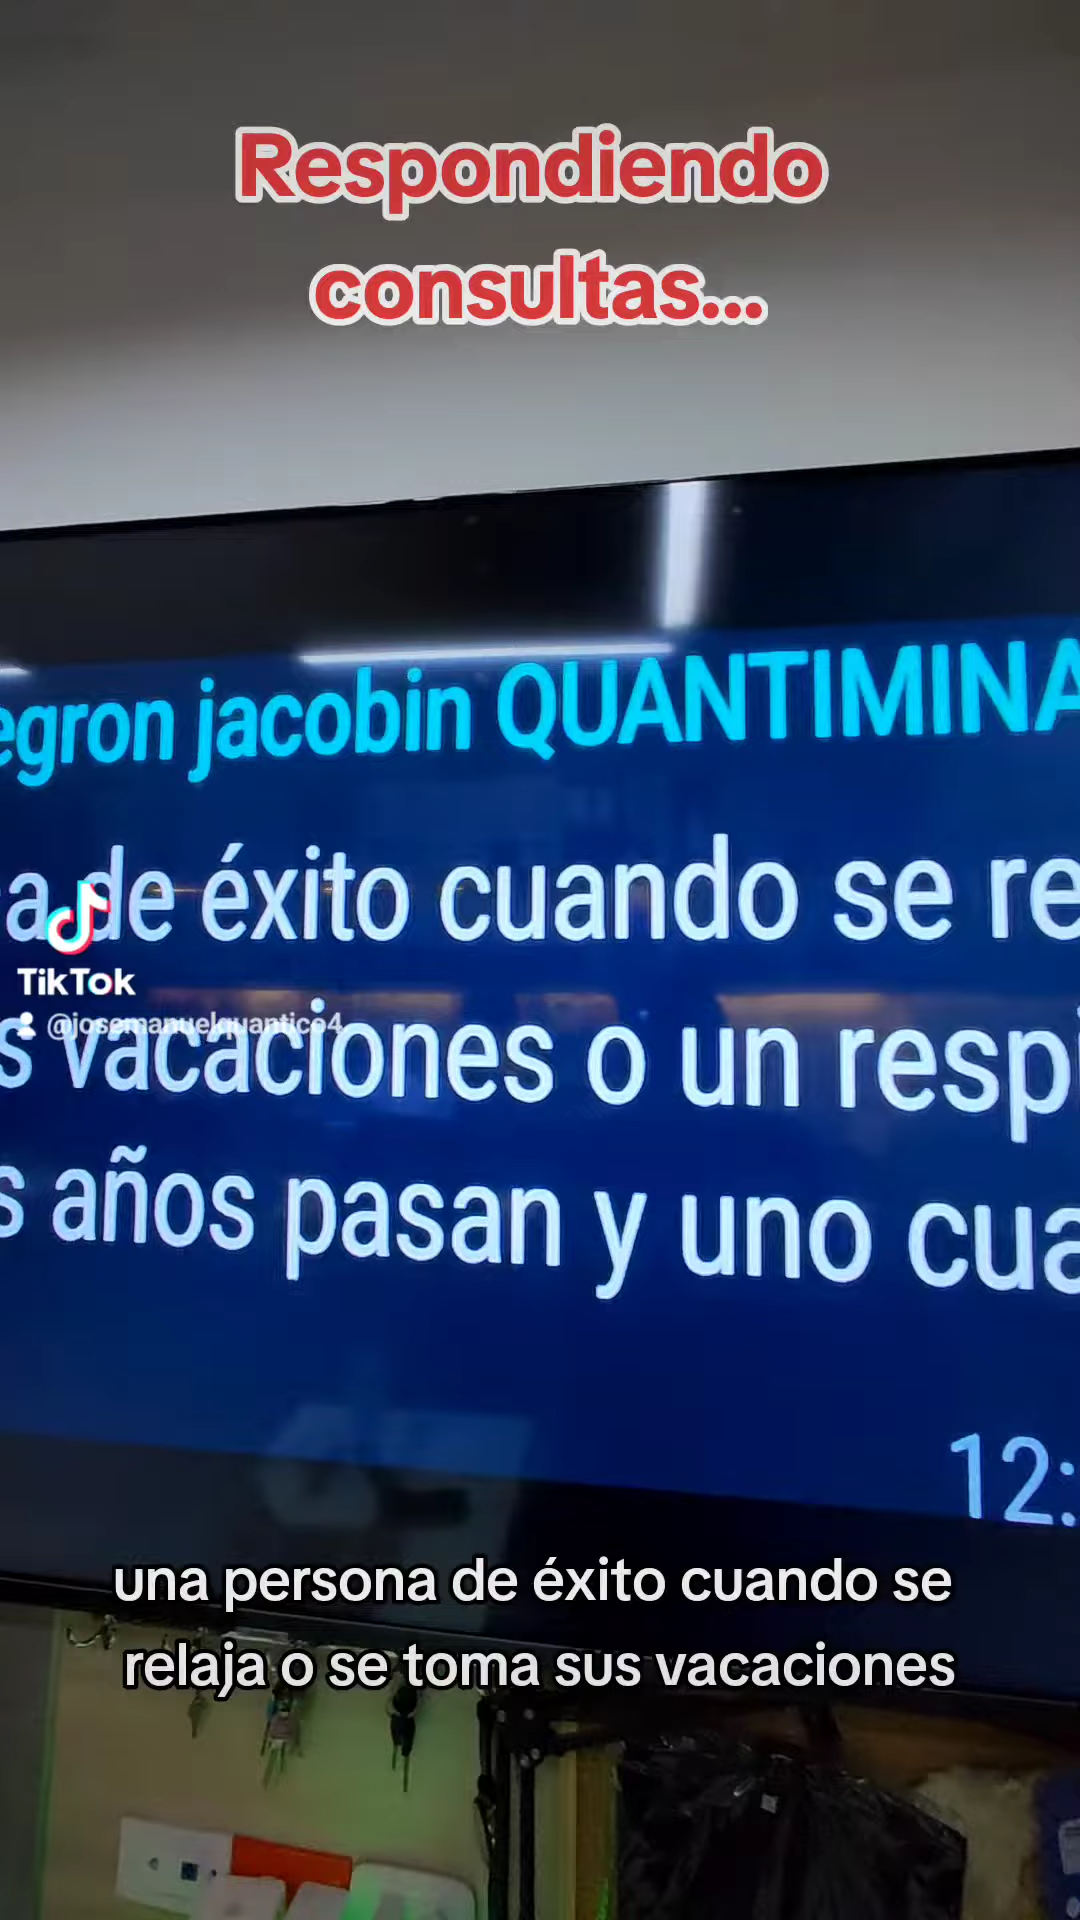 Respondiendo
consultas...
egron jacobin QUANTIMINA
a de éxito cuando se re
TikTok
@josemanuelquantico4
s vacaciones o un respi
s años pasan y uno cua
12:
una persona de éxito cuando se
relaja o se toma sus vacaciones